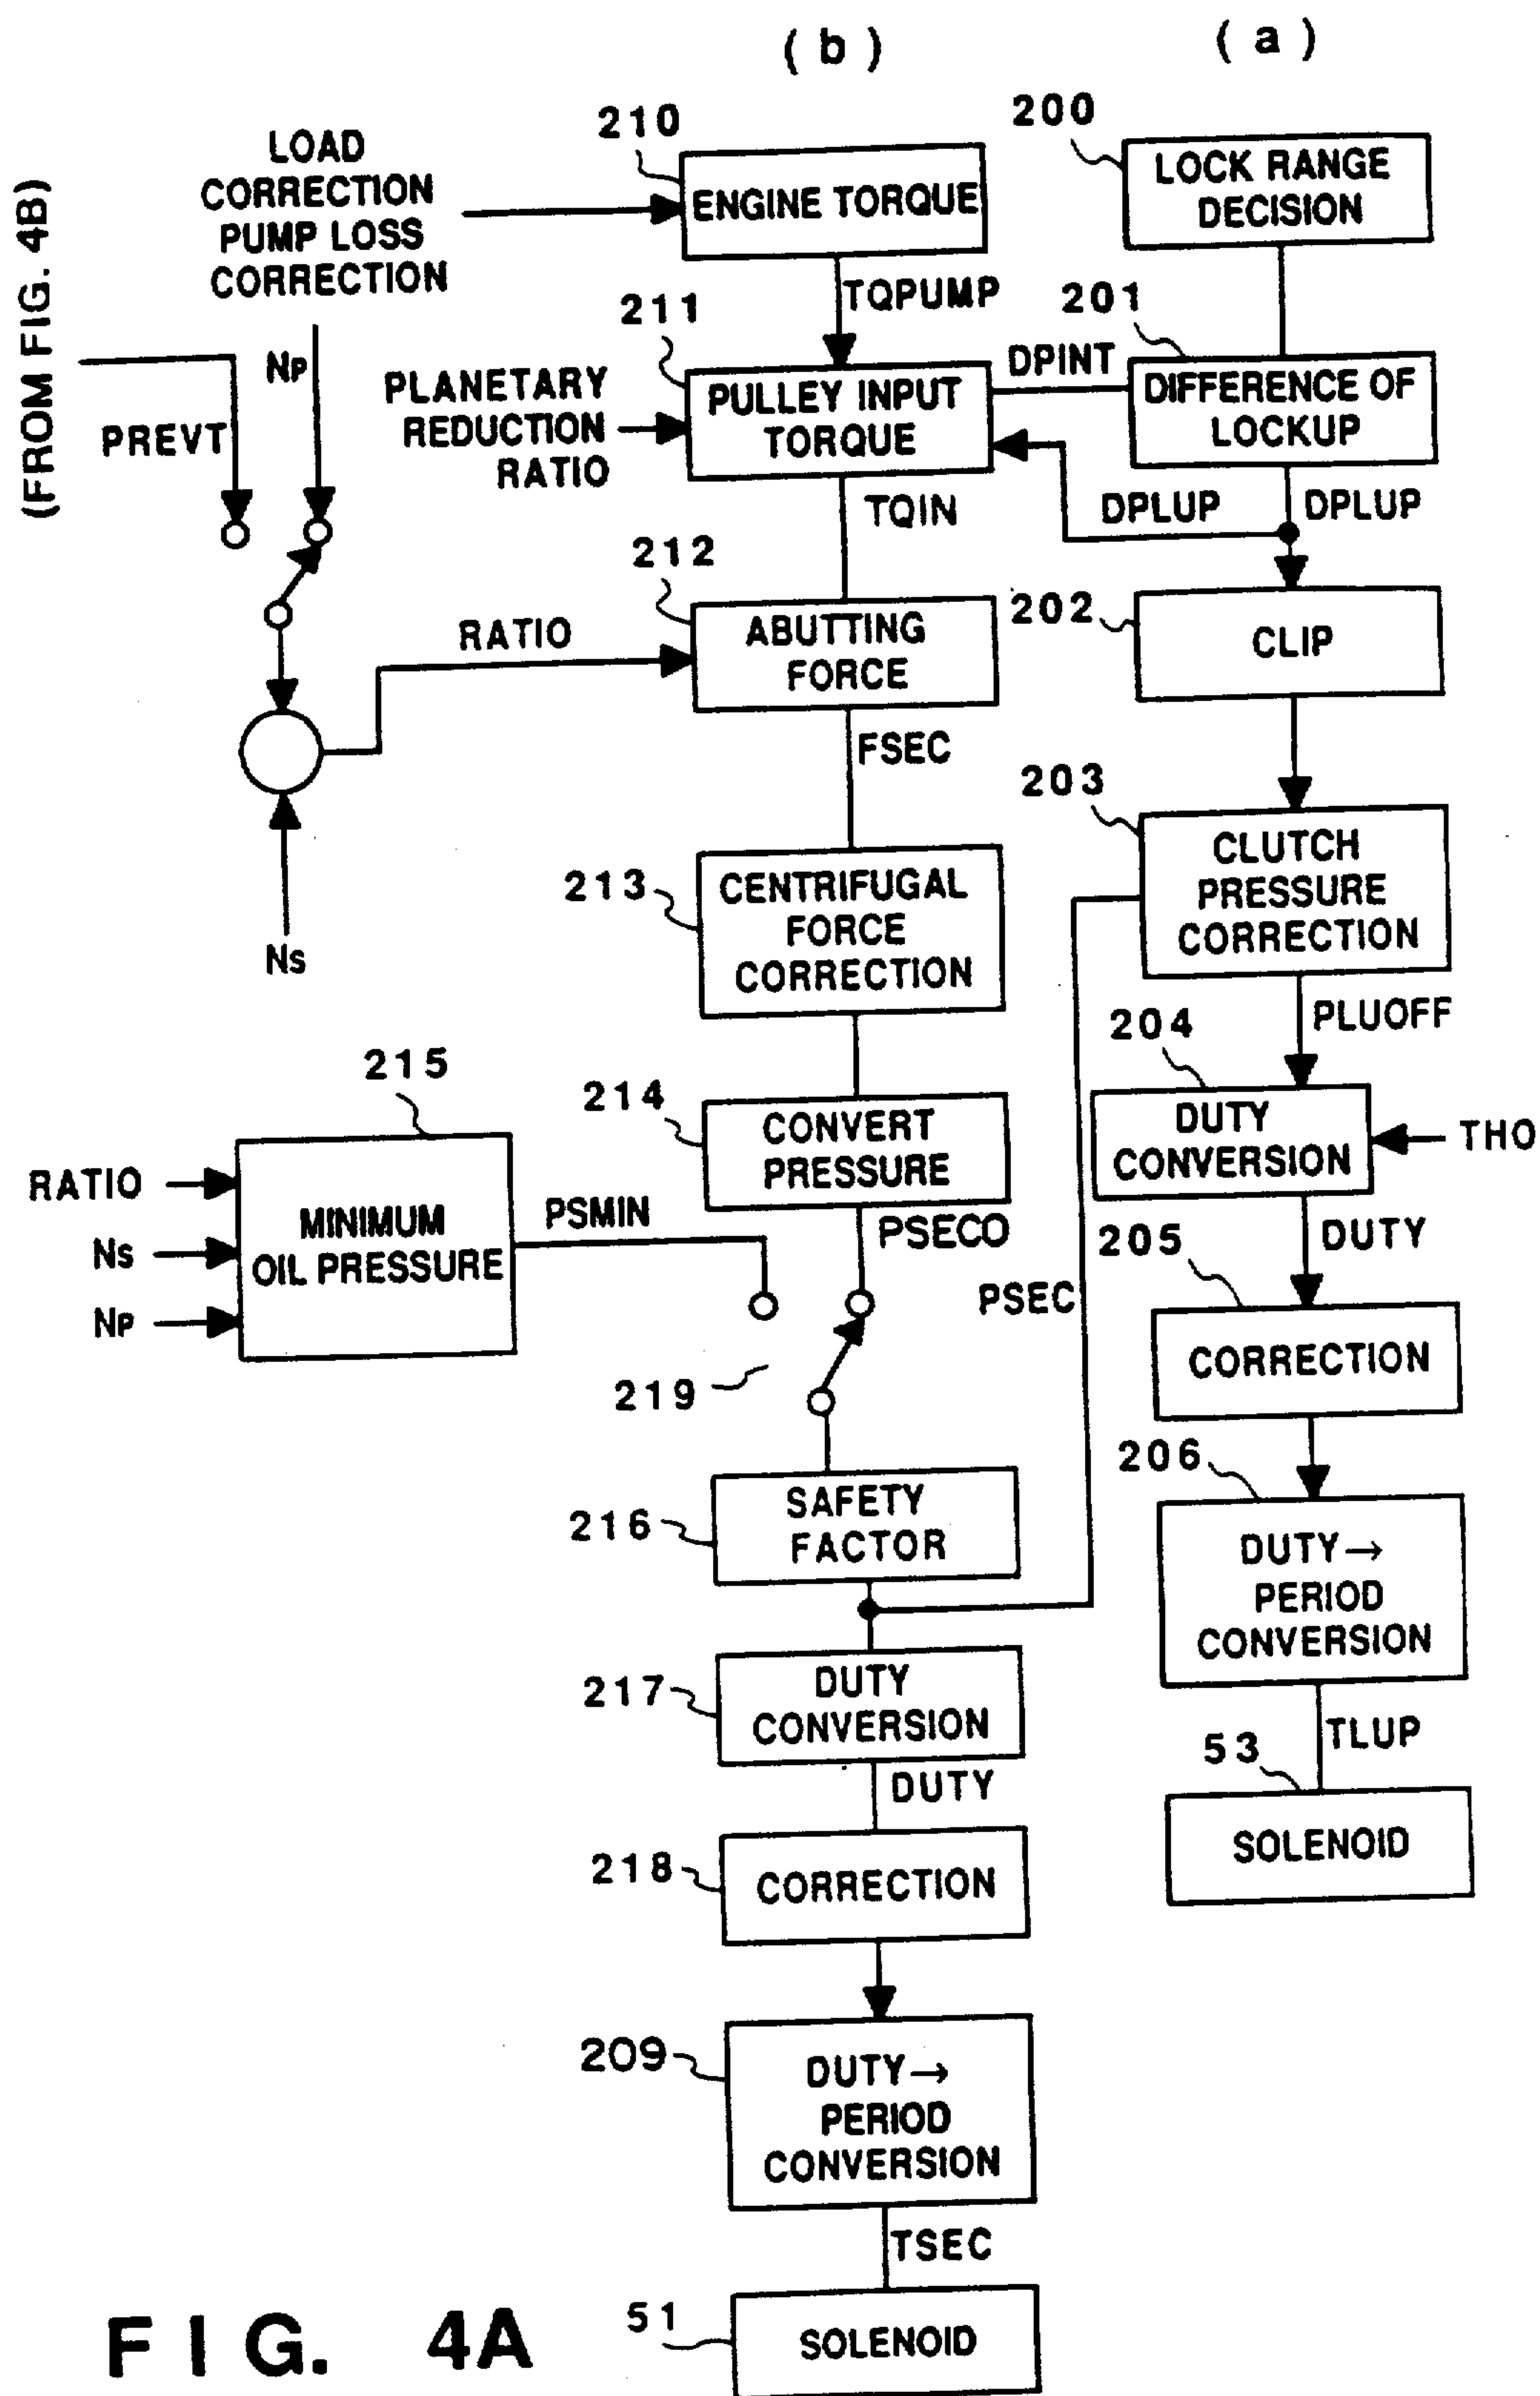 ( b )
( a )
(FROM FIG. 4B)
LOAD
CORRECTION
PUMP LOSS
CORRECTION
210
ENGINE TORQUE
200
LOCK RANGE
DECISION
TQPUMP
PREVT
NP
211
PLANETARY
REDUCTION
RATIO
PULLEY INPUT
TORQUE
DPINT
201
DIFFERENCE OF
LOCKUP
TQIN
DPLUP
DPLUP
212
RATIO
ABUTTING
FORCE
202
CLIP
FSEC
NS
213
CENTRIFUGAL
FORCE
CORRECTION
203
CLUTCH
PRESSURE
CORRECTION
PLUOFF
214
CONVERT
PRESSURE
204
DUTY
CONVERSION
THO
215
RATIO
NS
NP
MINIMUM
OIL PRESSURE
PSMIN
PSECO
PSEC
DUTY
205
CORRECTION
219
216
SAFETY
FACTOR
206
DUTY→
PERIOD
CONVERSION
217
DUTY
CONVERSION
TLUP
53
SOLENOID
DUTY
218
CORRECTION
209
DUTY→
PERIOD
CONVERSION
TSEC
51
SOLENOID
FIG. 4A